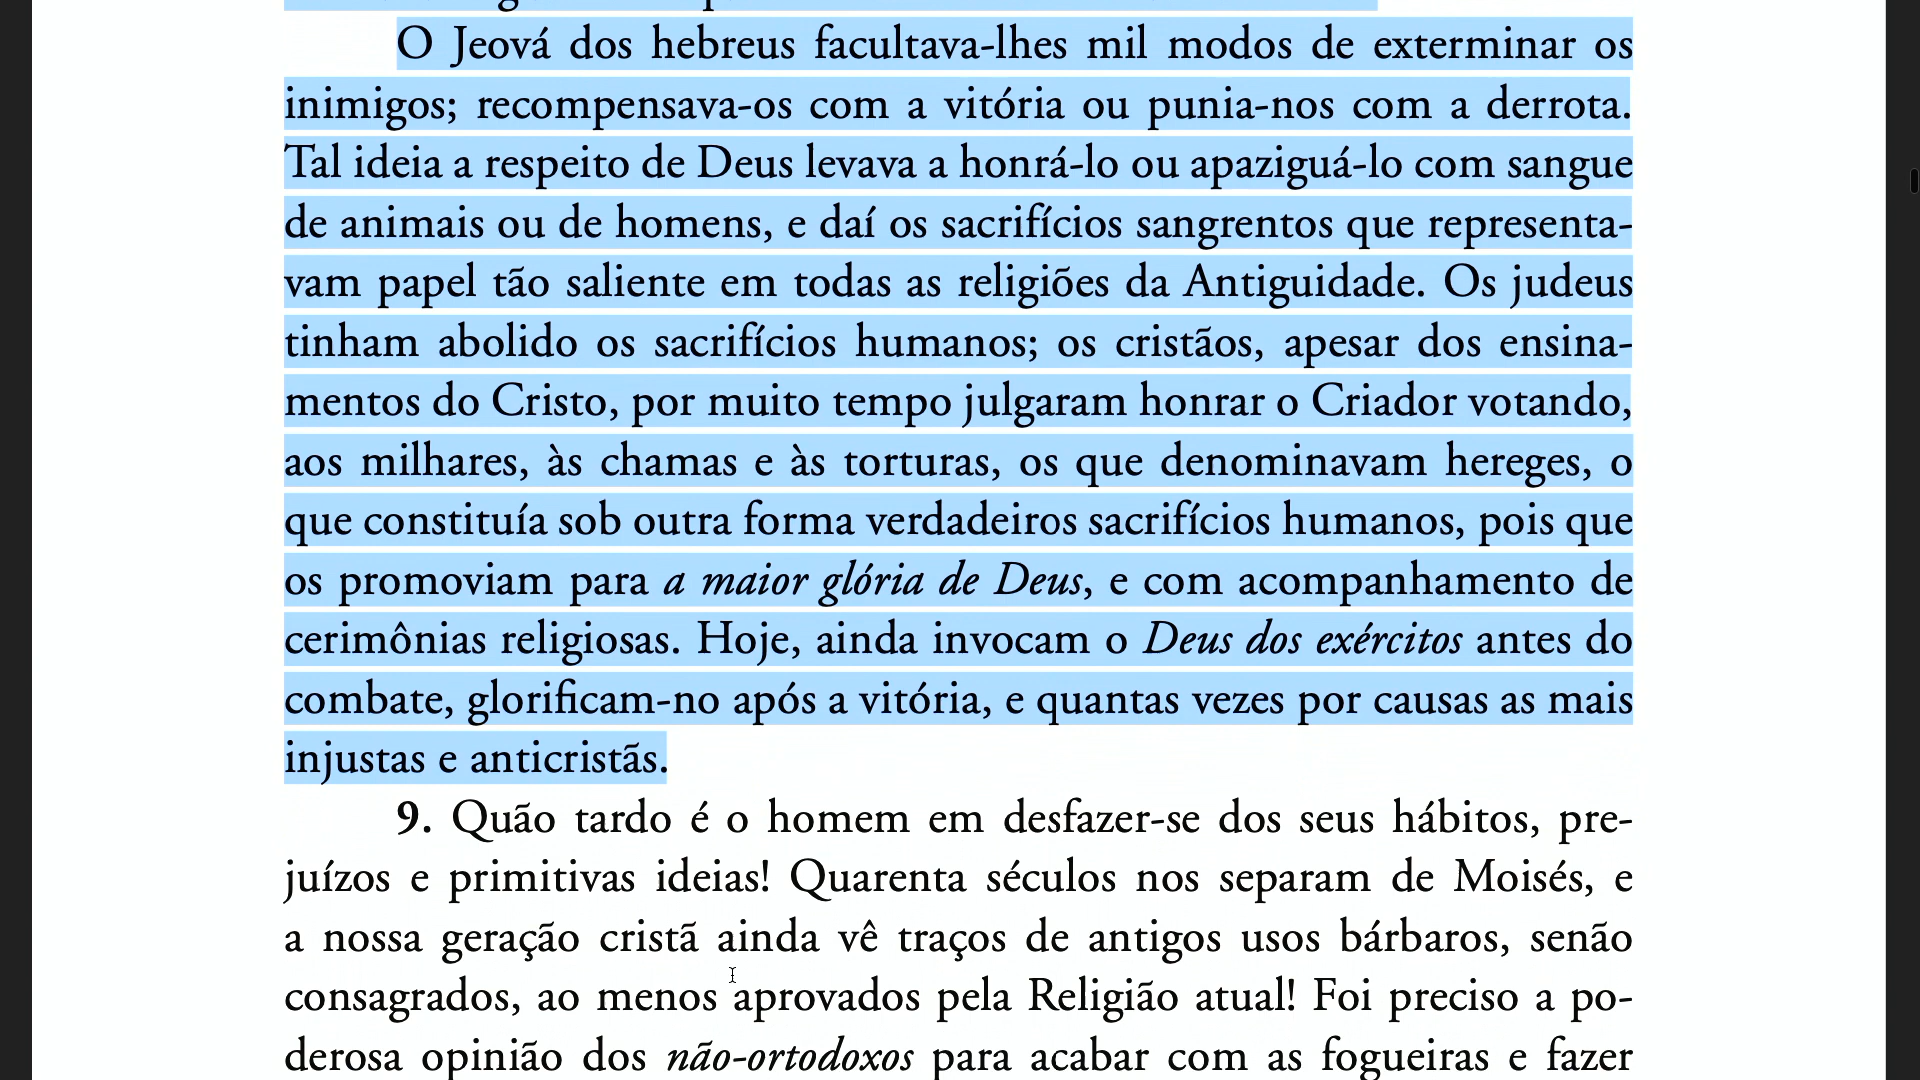 O Jeová dos hebreus facultava-lhes mil modos de exterminar os
inimigos; recompensava-os com a vitória ou punia-nos com a derrota.
Tal ideia a respeito de Deus levava a honrá-lo ou apaziguá-lo com sangue
de animais ou de homens, e daí os sacrifícios sangrentos que representa-
vam papel tão saliente em todas as religiões da Antiguidade. Os judeus
tinham abolido os sacrifícios humanos; os cristãos, apesar dos ensina-
mentos do Cristo, por muito tempo julgaram honrar o Criador votando,
aos milhares, às chamas e às torturas, os que denominavam hereges, o
que constituía sob outra forma verdadeiros sacrifícios humanos, pois que
os promoviam para a maior glória de Deus, e com acompanhamento de
cerimônias religiosas. Hoje, ainda invocam o Deus dos exércitos antes do
combate, glorificam-no após a vitória, e quantas vezes por causas as mais
injustas e anticristãs.
9. Quão tardo é o homem em desfazer-se dos seus hábitos, pre-
juízos e primitivas ideias! Quarenta séculos nos separam de Moisés, e
a nossa geração cristã ainda vê traços de antigos usos bárbaros, senão
consagrados, ao menos aprovados pela Religião atual! Foi preciso a po-
derosa opinião dos não-ortodoxos para acabar com as fogueiras e fazer